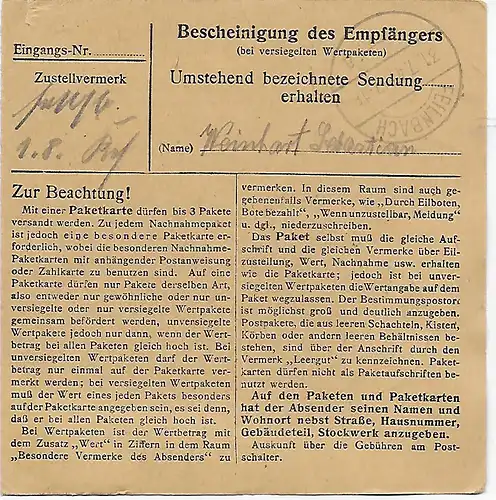 Eingangs-Nr.
Zustellvermerk
1. 8.
Bescheinigung des Empfängers
(bei versiegelten Wertpaketen)
Umstehend bezeichnete Sendung
erhalten
(Name) Weinhart Sebastian
31.7.
FEILNBACH
Zur Beachtung!
Mit einer Paketkarte dürfen bis 3 Pakete
versandt werden. Zu jedem Nachnahmepaket
ist jedoch eine besondere Paketkarte er-
forderlich, wobei die besonderen Nachnahme-
Paketkarten mit anhängender Postanweisung
oder Zahlkarte zu benutzen sind. Auf eine
Paketkarte dürfen nur Pakete derselben Art,
also entweder nur gewöhnliche oder nur un-
versiegelte oder nur versiegelte Wertpakete
gemeinsam befördert werden, unversiegelte
Wertpakete jedoch nur dann, wenn der Wert-
betrag bei allen Paketen gleich hoch ist. Bei
unversiegelten Wertpaketen darf der Wert-
betrag nur einmal auf der Paketkarte ver-
merkt werden; bei versiegelten Wertpaketen
muß der Wert eines jeden Pakets besonders
auf der Paketkarte angegeben sein, es sei denn,
daß er bei allen Paketen gleich hoch ist.
Bei Wertpaketen ist der Wertbetrag mit
dem Zusatz „Wert" in Ziffern in dem Raum
„Besondere Vermerke des Absenders" zu
vermerken. In diesem Raum sind auch ge-
gebenenfalls Vermerke, wie „Durch Eilboten,
Bote bezahlt", „Wenn unzustellbar, Meldung"
u. dgl., niederzuschreiben.
Das Paket selbst muß die gleiche Auf-
schrift und die gleichen Vermerke über Eil-
zustellung, Wert, Nachnahme usw. erhalten
wie die Paketkarte; jedoch ist bei unver-
siegelten Wertpaketen die Wertangabe auf dem
Paket wegzulassen. Der Bestimmungspostort
ist möglichst groß und deutlich anzugeben.
Postpakete, die aus leeren Schachteln, Kisten,
Körben oder andern leeren Behältnissen be-
stehen, sind über der Anschrift durch den
Vermerk „Leergut" zu kennzeichnen. Paket-
karten dürfen nicht als Paketaufschriften be-
nutzt werden.
Auf den Paketen und Paketkarten
hat der Absender seinen Namen und
Wohnort nebst Straße, Hausnummer,
Gebäudeteil, Stockwerk anzugeben.
Auskunft über die Gebühren am Post-
schalter.